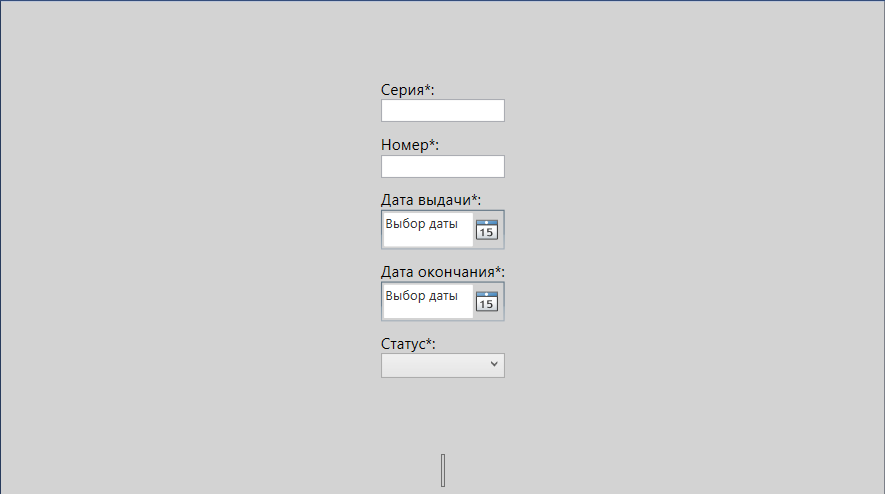 Серия*:
Номер*:
Дата выдачи*:
Выбор даты
15
Дата окончания*:
Выбор даты
15
Статус*: